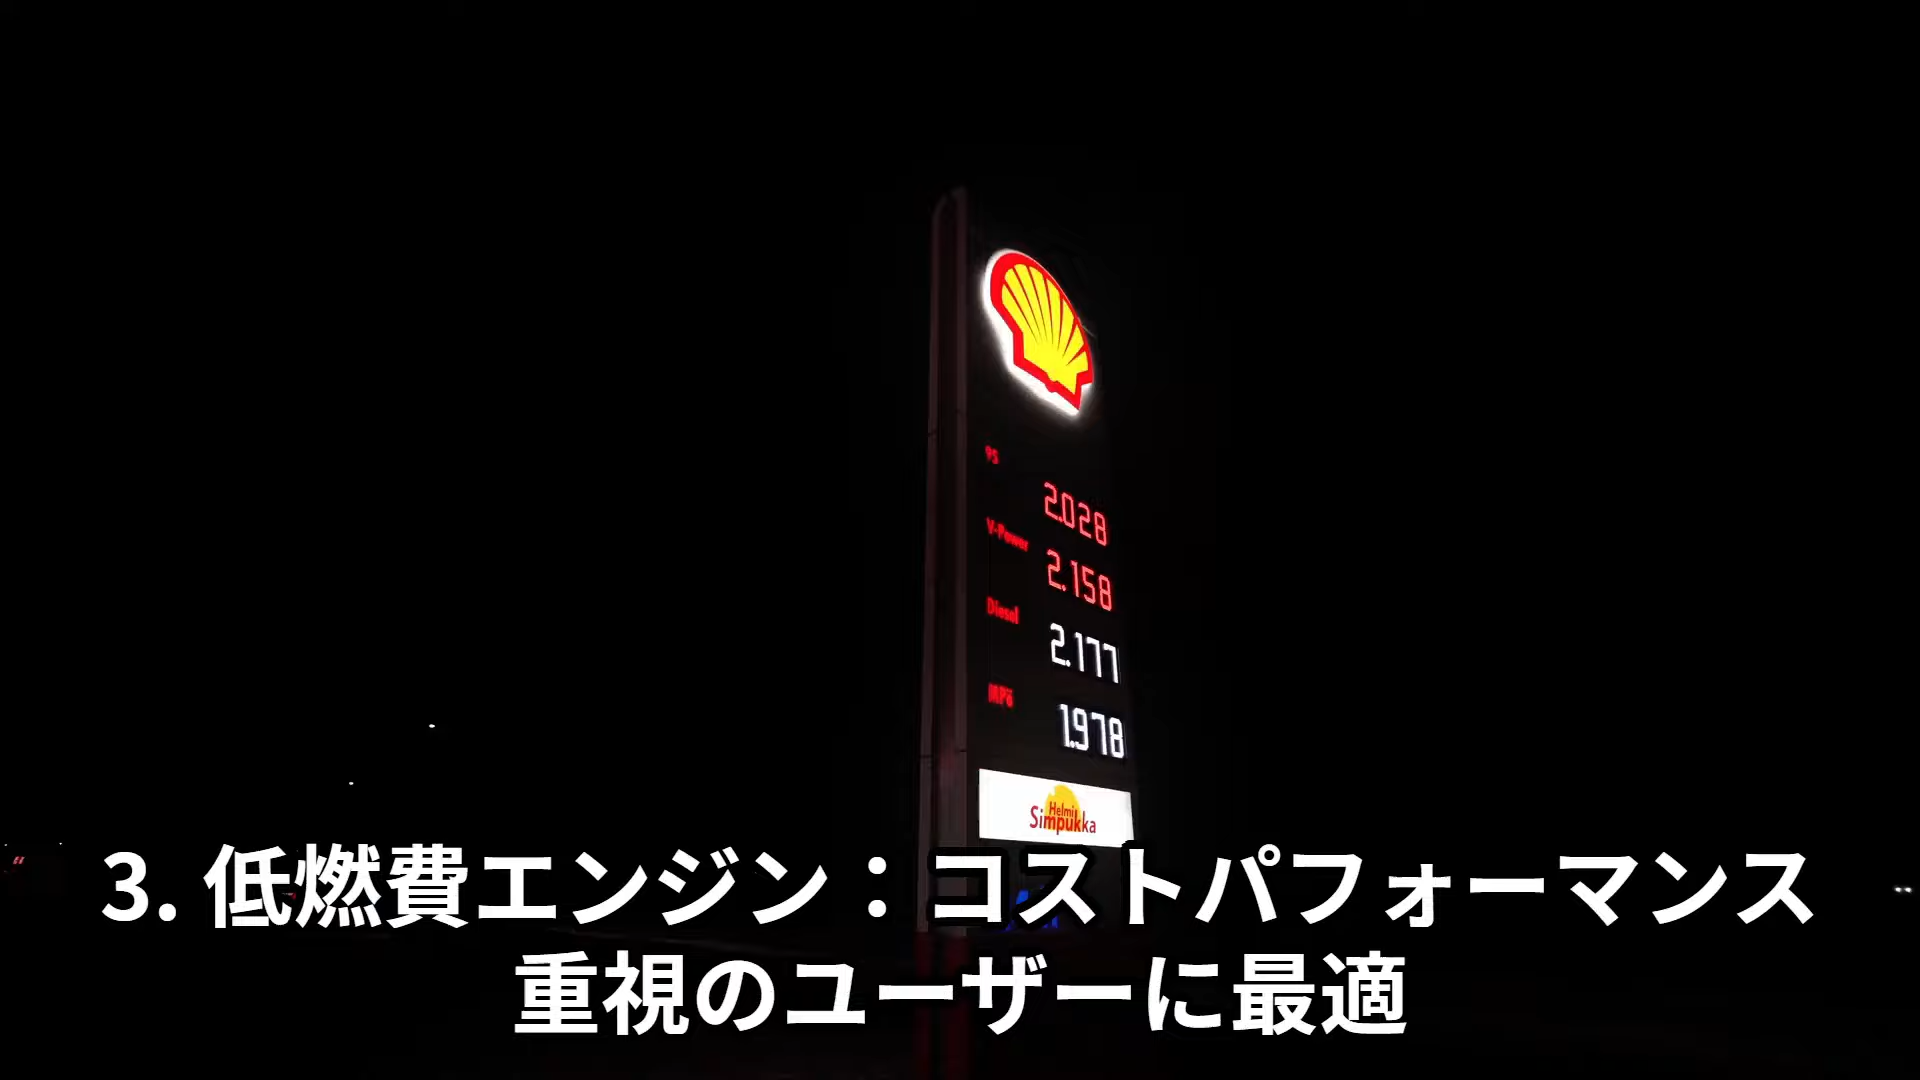 95
2.028
V-Power
2.158
Diesel
2.177
MPö
1.978
Helmi
Simpukka
3. 低燃費エンジン：コストパフォーマンス
重視のユーザーに最適